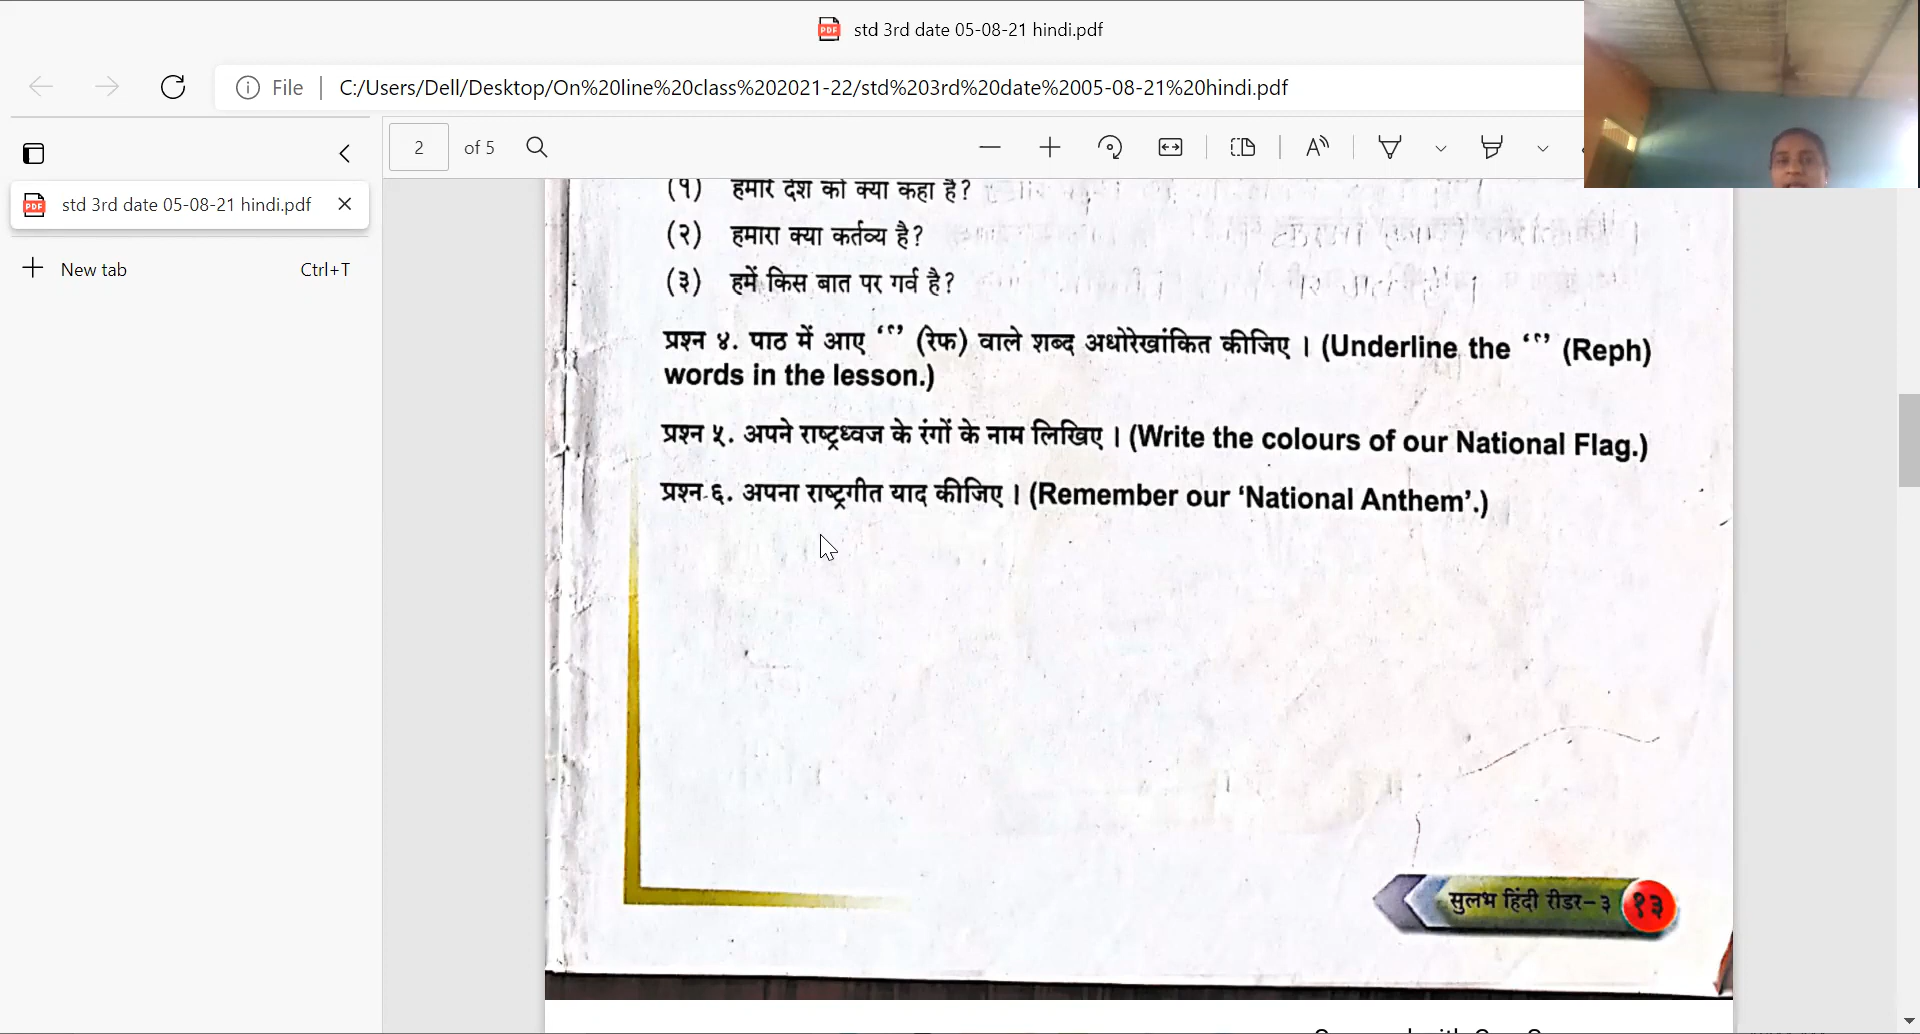 std 3rd date 05-08-21 hindi.pdf
File
C:/Users/Dell/Desktop/On%20line%20class%202021-22/std%203rd%20date%2005-08-21%20hindi.pdf
2 of 5
std 3rd date 05-08-21 hindi.pdf
New tab Ctrl+T
(१) हमारे देश को क्या कहा है?
(२) हमारा क्या कर्तव्य है?
(३) हमें किस बात पर गर्व है?
प्रश्न ४. पाठ में आए ‘र्’ (रेफ) वाले शब्द अधोरेखांकित कीजिए । (Underline the ‘र्’ (Reph)
words in the lesson.)
प्रश्न ५. अपने राष्ट्रध्वज के रंगों के नाम लिखिए । (Write the colours of our National Flag.)
प्रश्न ६. अपना राष्ट्रगीत याद कीजिए । (Remember our ‘National Anthem’.)
सुलभ हिंदी रीडर-३ १३